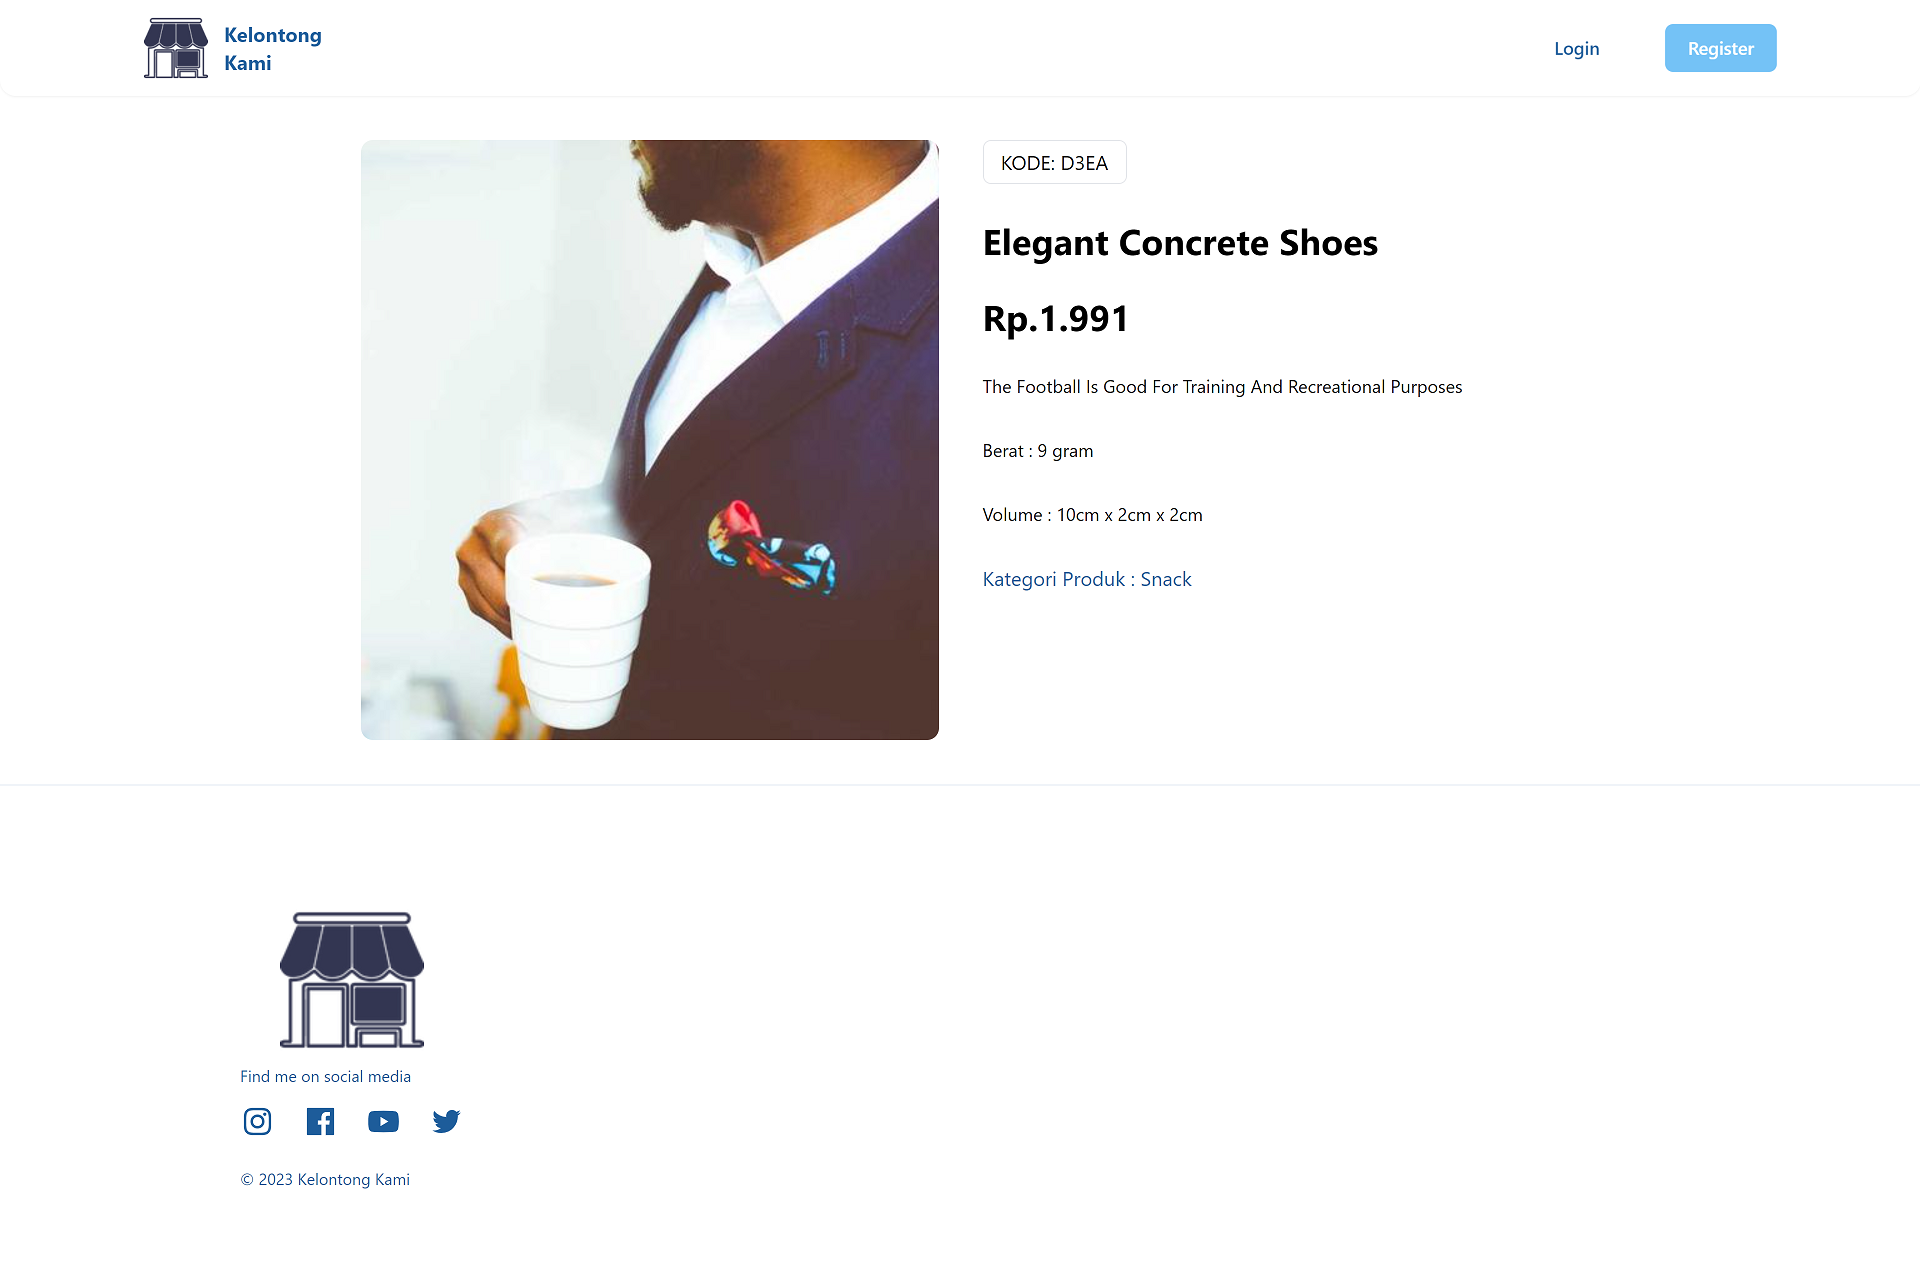 Kelontong
Kami
Login
Register
KODE: D3EA
Elegant Concrete Shoes
Rp.1.991
The Football Is Good For Training And Recreational Purposes
Berat : 9 gram
Volume : 10cm x 2cm x 2cm
Kategori Produk : Snack
Find me on social media
© 2023 Kelontong Kami